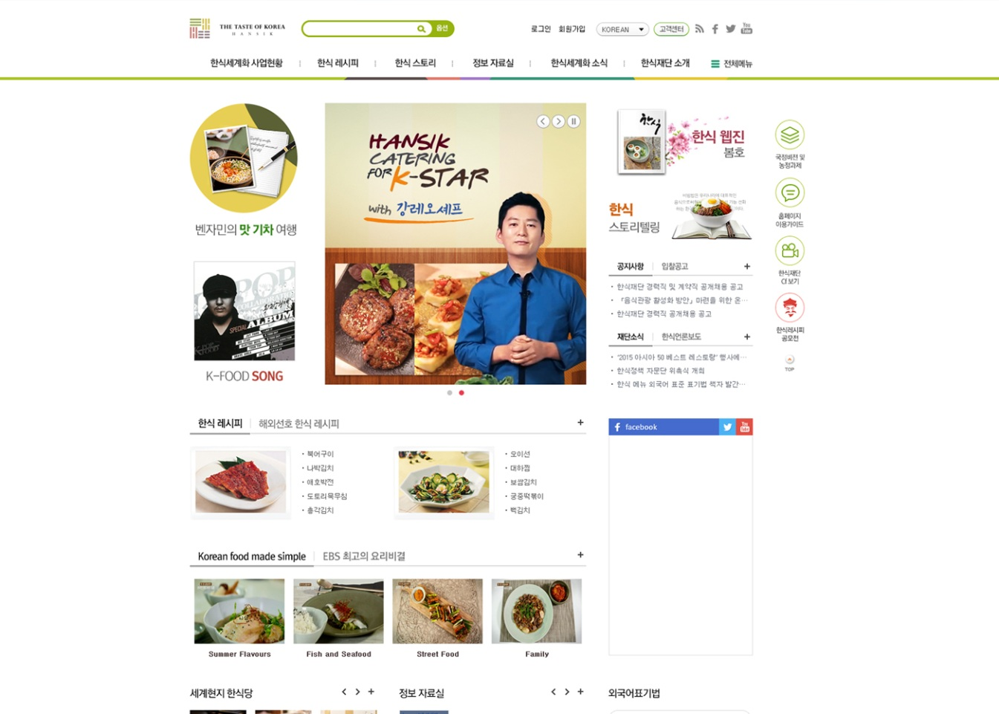 THE TASTE OF KOREA
HANSIK
옵션
로그인 회원가입 KOREAN 고객센터
You Tube
한식세계화 사업현황 한식 레시피 한식 스토리 정보 자료실 한식세계화 소식 한식재단 소개 전체메뉴
벤자민의 맛 기차 여행
POP
COLLABORATION
SPECIAL ALBUM
K-FOOD SONG
HANSIK
CATERING
FOR K-STAR
with 강레오 셰프
한식
한식 웹진
봄호
한식
스토리텔링
공지사항 입찰공고 +
· 한식재단 경력직 및 계약직 공개채용 공고
· 「음식관광 활성화 방안」 마련을 위한 온…
· 한식재단 경력직 공개채용 공고
재단소식 한식언론보도 +
· '2015 아시아 50 베스트 레스토랑' 행사에…
· 한식정책 자문단 위촉식 개최
· 한식 메뉴 외국어 표준 표기법 책자 발간…
국정비전 및
농정과제
홈페이지
이용가이드
한식재단
CF 보기
한식레시피
공모전
TOP
한식 레시피 해외선호 한식 레시피 +
· 북어구이
· 나박김치
· 애호박전
· 도토리묵무침
· 총각김치
· 오이선
· 대하찜
· 보쌈김치
· 궁중떡볶이
· 백김치
facebook
You Tube
Korean food made simple EBS 최고의 요리비결 +
Summer Flavours Fish and Seafood Street Food Family
세계현지 한식당 < > +
정보 자료실 < > +
외국어표기법